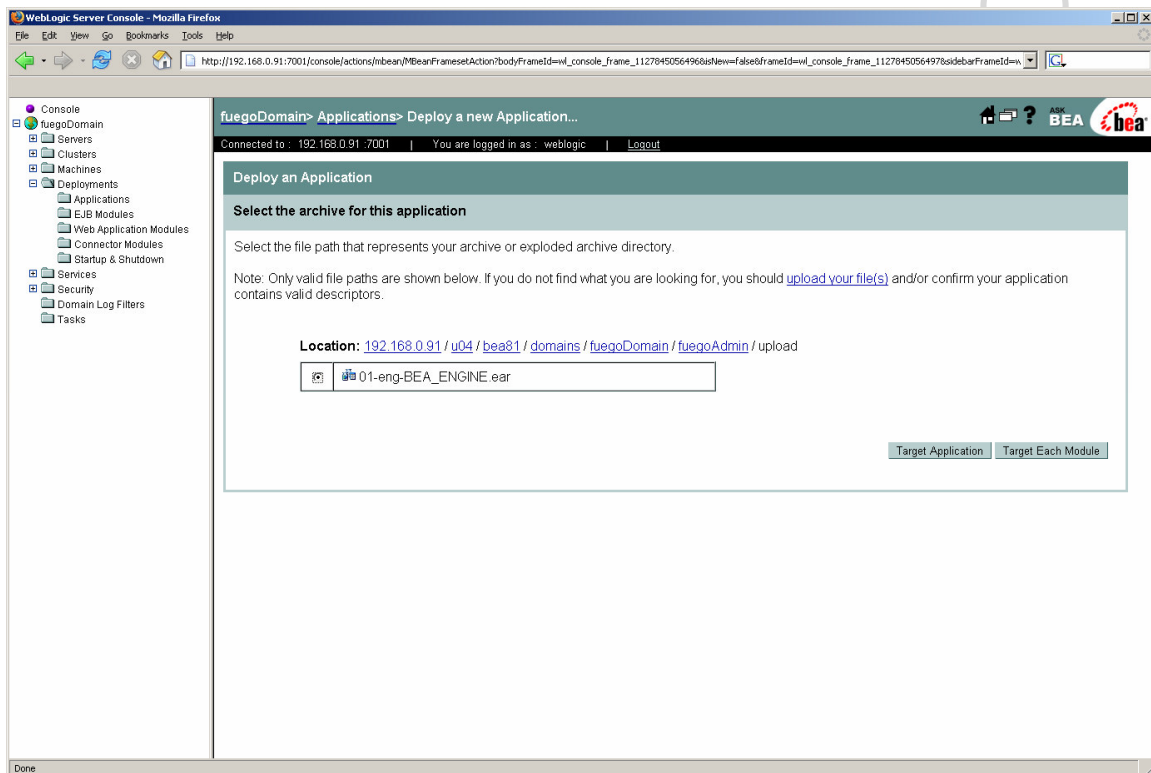 WebLogic Server Console - Mozilla Firefox
File Edit View Go Bookmarks Tools Help
http://192.168.0.91:7001/console/actions/mbean/MBeanFramesetAction?bodyFrameId=wl_console_frame_1127845056496&isNew=false&frameId=wl_console_frame_1127845056497&sidebarFrameId=w
G
Console
fuegoDomain
Servers
Clusters
Machines
Deployments
Applications
EJB Modules
Web Application Modules
Connector Modules
Startup & Shutdown
Services
Security
Domain Log Filters
Tasks
fuegoDomain> Applications> Deploy a new Application...
? ASK BEA bea
Connected to : 192.168.0.91 :7001 | You are logged in as : weblogic | Logout
Deploy an Application
Select the archive for this application
Select the file path that represents your archive or exploded archive directory.
Note: Only valid file paths are shown below. If you do not find what you are looking for, you should upload your file(s) and/or confirm your application
contains valid descriptors.
Location: 192.168.0.91 / u04 / bea81 / domains / fuegoDomain / fuegoAdmin / upload
01-eng-BEA_ENGINE.ear
Target Application Target Each Module
Done